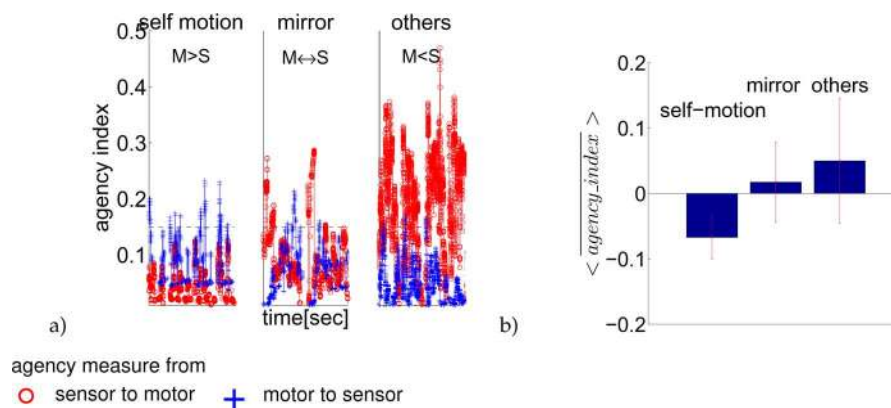 self motion mirror others
M>S M↔S M<S
0.5
0.4
0.3
0.2
0.1
agency index
time[sec]
a)
agency measure from
sensor to motor motor to sensor
0.2
0.1
0
−0.1
−0.2
< agency_index >
self−motion
mirror
others
b)